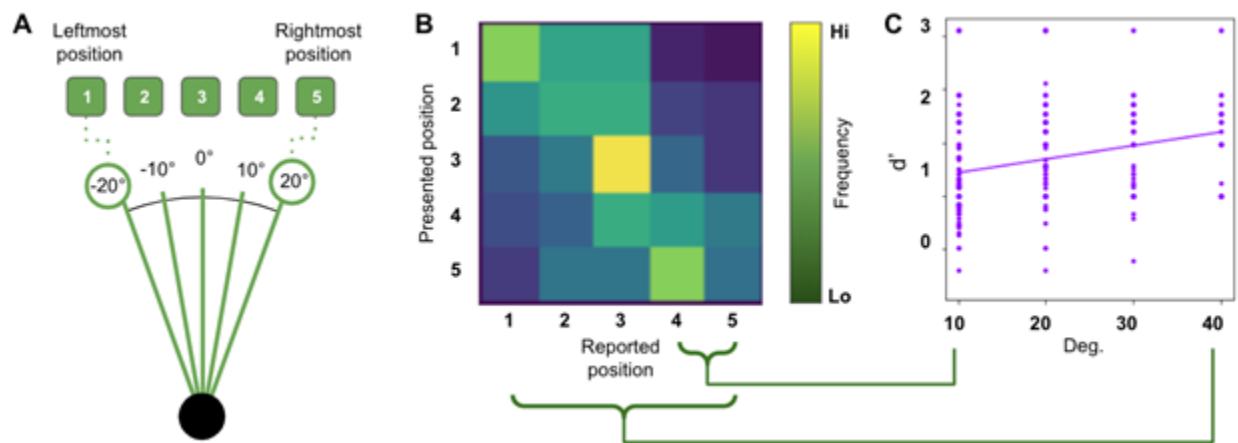 A
Leftmost
position
Rightmost
position
1 2 3 4 5
-20° -10° 0° 10° 20°
B
Presented position
1
2
3
4
5
1 2 3 4 5
Reported
position
Hi
Frequency
Lo
C
3
2
1
0
d'
10 20 30 40
Deg.